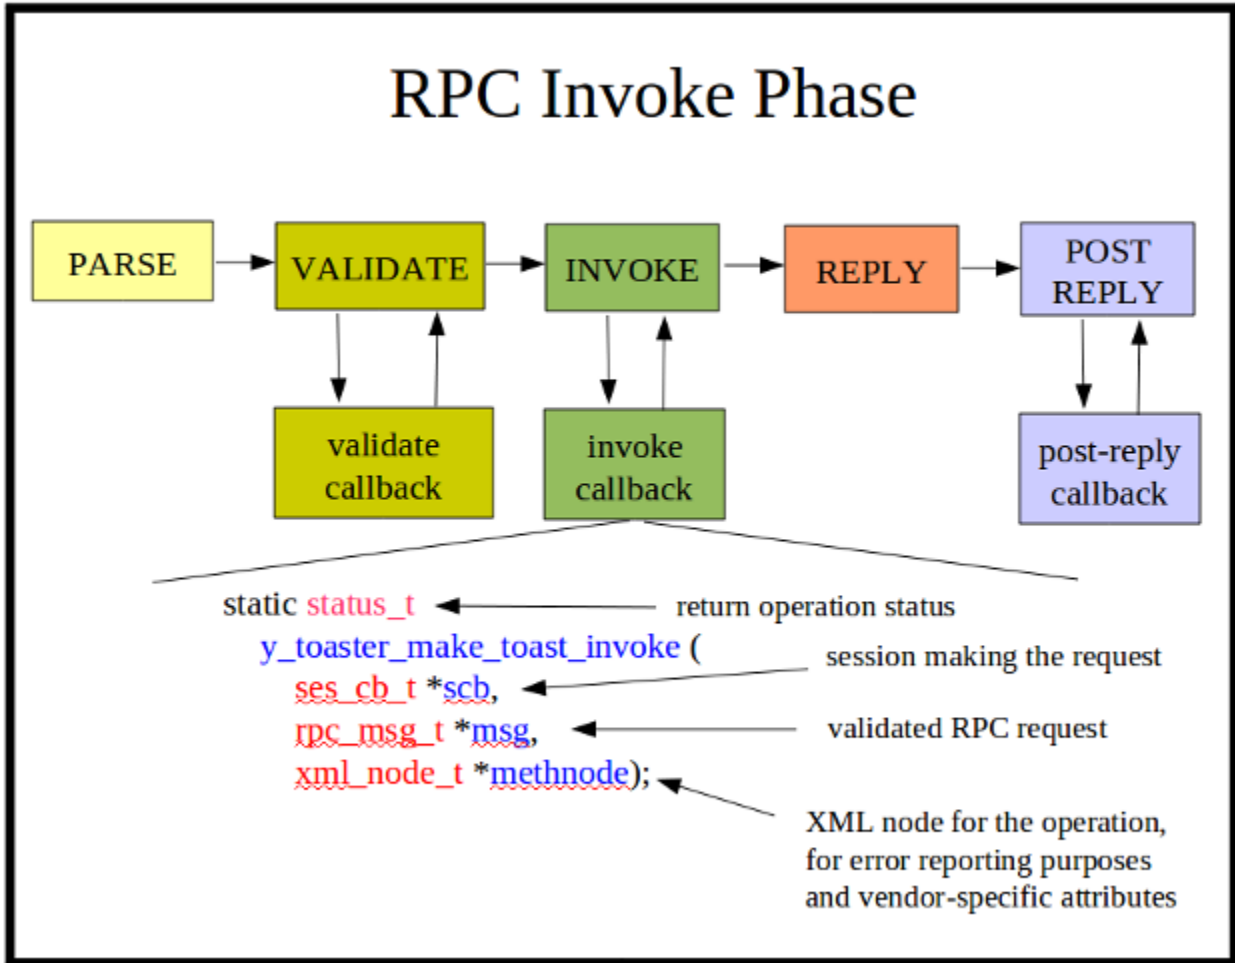 RPC Invoke Phase
PARSE
VALIDATE
INVOKE
REPLY
POST
REPLY
validate
callback
invoke
callback
post-reply
callback
static status_t
return operation status
y_toaster_make_toast_invoke (
session making the request
ses_cb_t *scb,
rpc_msg_t *msg,
validated RPC request
xml_node_t *methnode);
XML node for the operation,
for error reporting purposes
and vendor-specific attributes